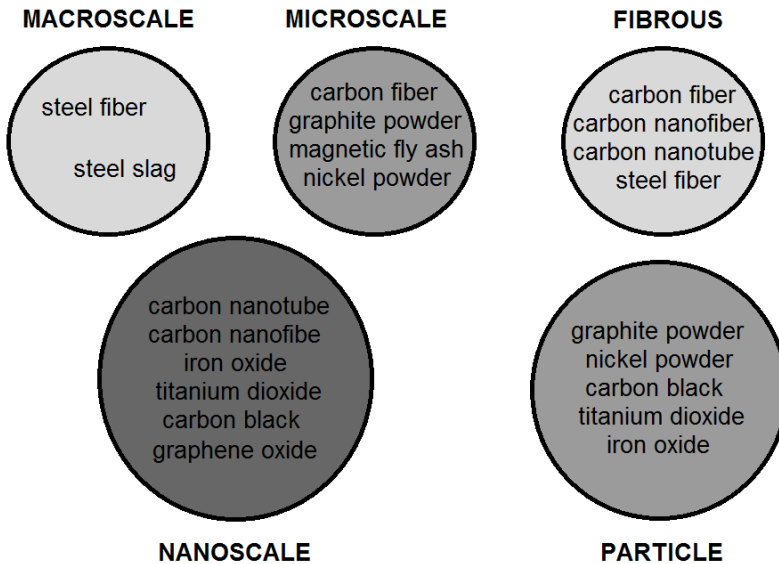 MACROSCALE
steel fiber
steel slag
MICROSCALE
carbon fiber
graphite powder
magnetic fly ash
nickel powder
FIBROUS
carbon fiber
carbon nanofiber
carbon nanotube
steel fiber
carbon nanotube
carbon nanofibe
iron oxide
titanium dioxide
carbon black
graphene oxide
NANOSCALE
graphite powder
nickel powder
carbon black
titanium dioxide
iron oxide
PARTICLE